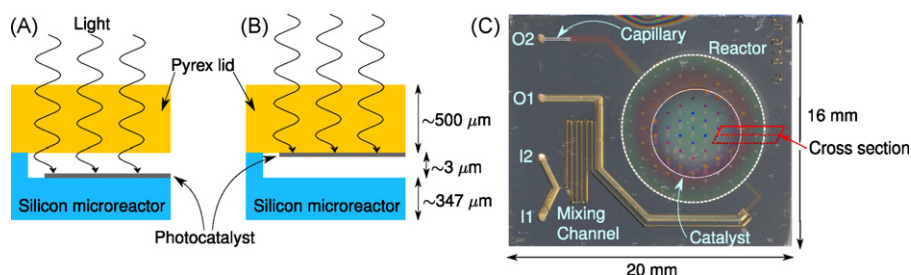 (A)
Light
(B)
Pyrex lid
~500 μm
~3 μm
~347 μm
Silicon microreactor
Silicon microreactor
Photocatalyst
(C)
O2
Capillary
Reactor
O1
16 mm
I2
Cross section
I1
Mixing
Channel
Catalyst
20 mm